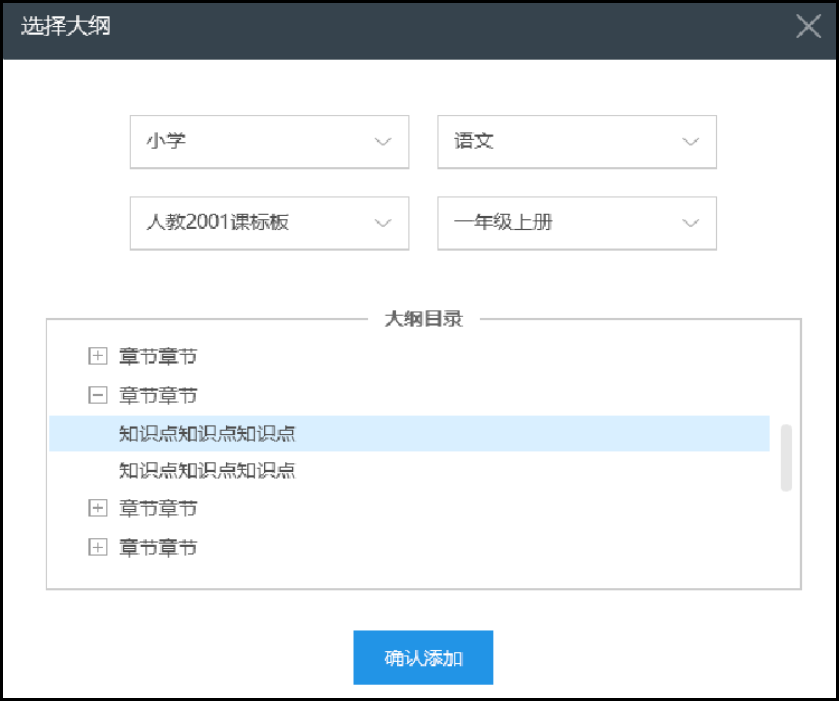 选择大纲
小学 语文
人教2001课标板 一年级上册
大纲目录
章节章节
章节章节
知识点知识点知识点
知识点知识点知识点
章节章节
章节章节
确认添加